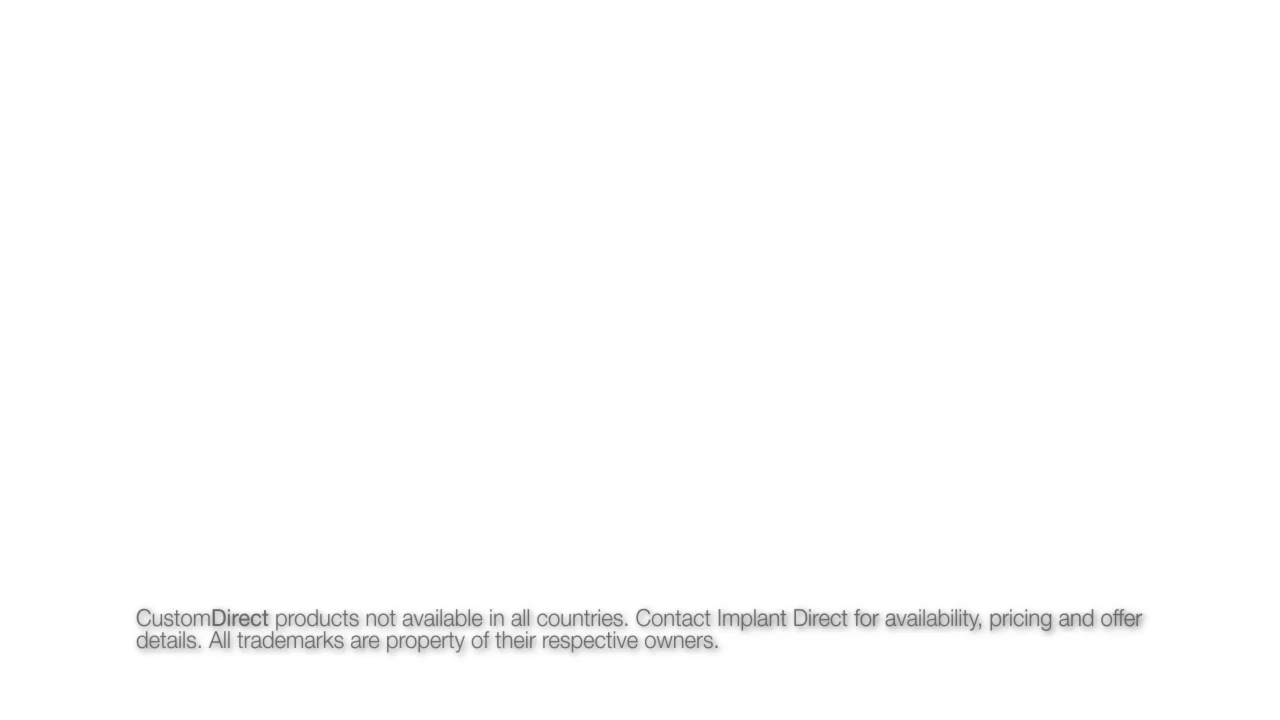 CustomDirect products not available in all countries. Contact Implant Direct for availability, pricing and offer
details. All trademarks are property of their respective owners.